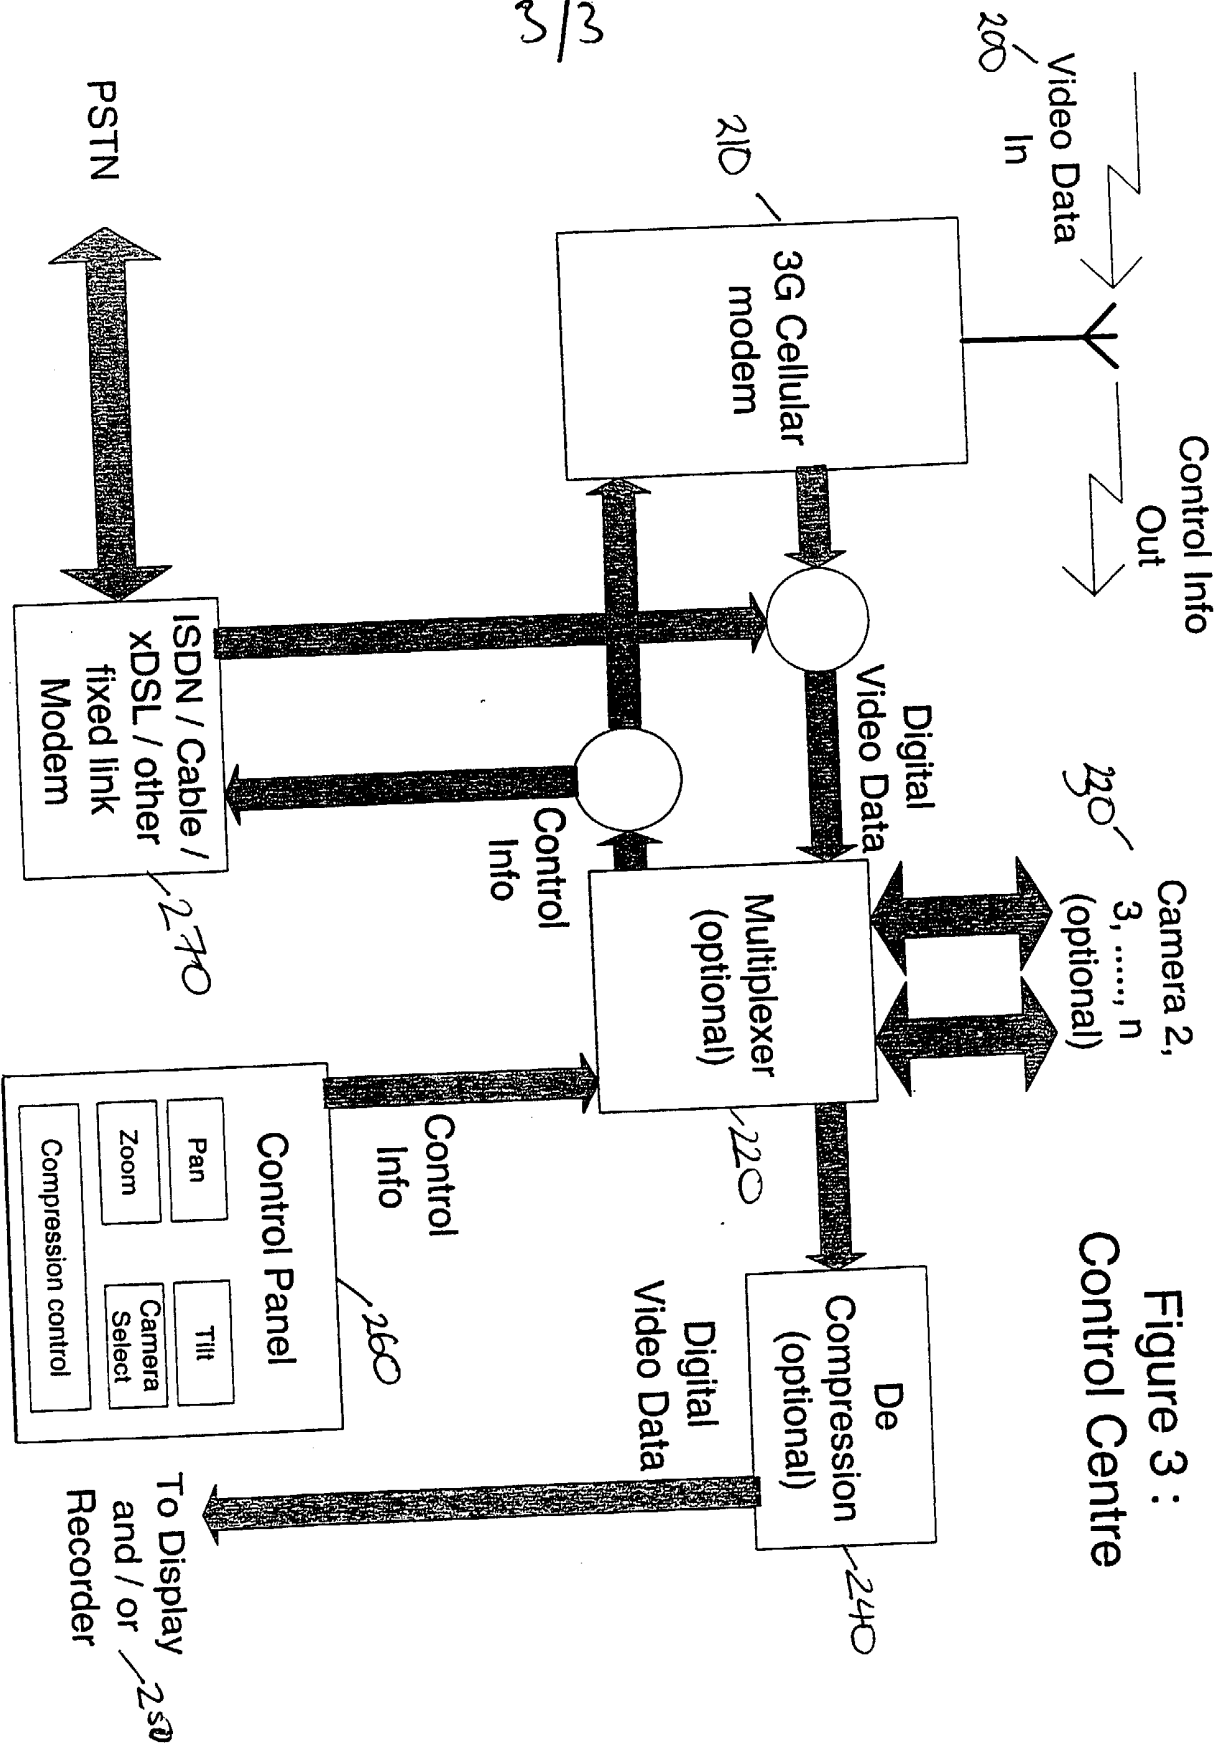 3/3
Figure 3 :
Control Centre
200
Video Data
In
Control Info
Out
230
Camera 2,
3, ....., n
(optional)
210
3G Cellular
modem
Digital
Video Data
Multiplexer
(optional)
220
De
Compression
(optional)
240
Control
Info
Control
Info
Digital
Video Data
PSTN
ISDN / Cable /
xDSL / other
fixed link
Modem
270
Control Panel
260
Pan
Tilt
Zoom
Camera
Select
Compression control
To Display
and / or
Recorder
250